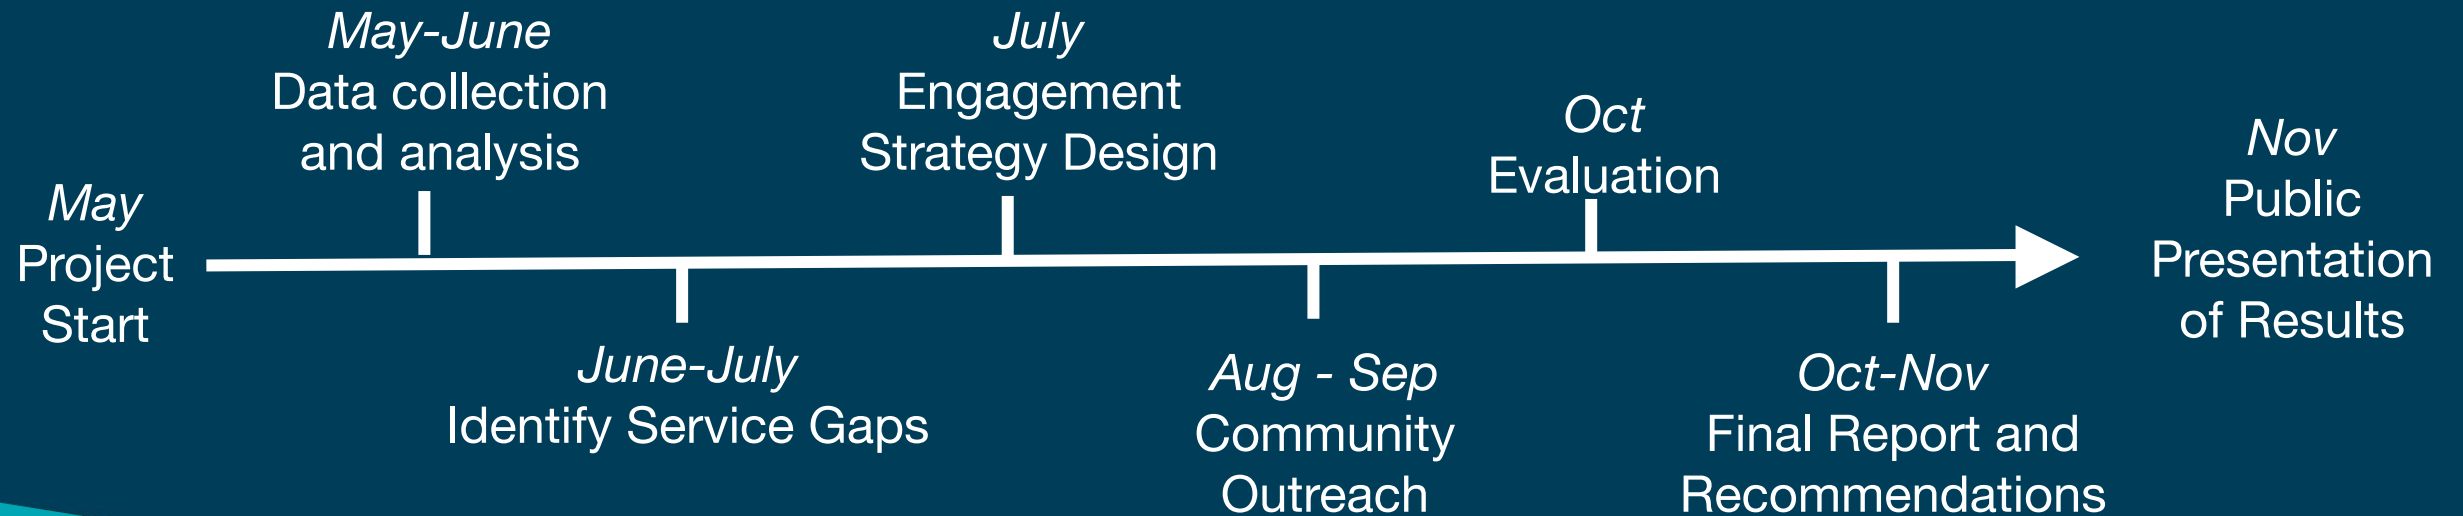 May
Project
Start
May-June
Data collection
and analysis
June-July
Identify Service Gaps
July
Engagement
Strategy Design
Aug - Sep
Community
Outreach
Oct
Evaluation
Oct-Nov
Final Report and
Recommendations
Nov
Public
Presentation
of Results